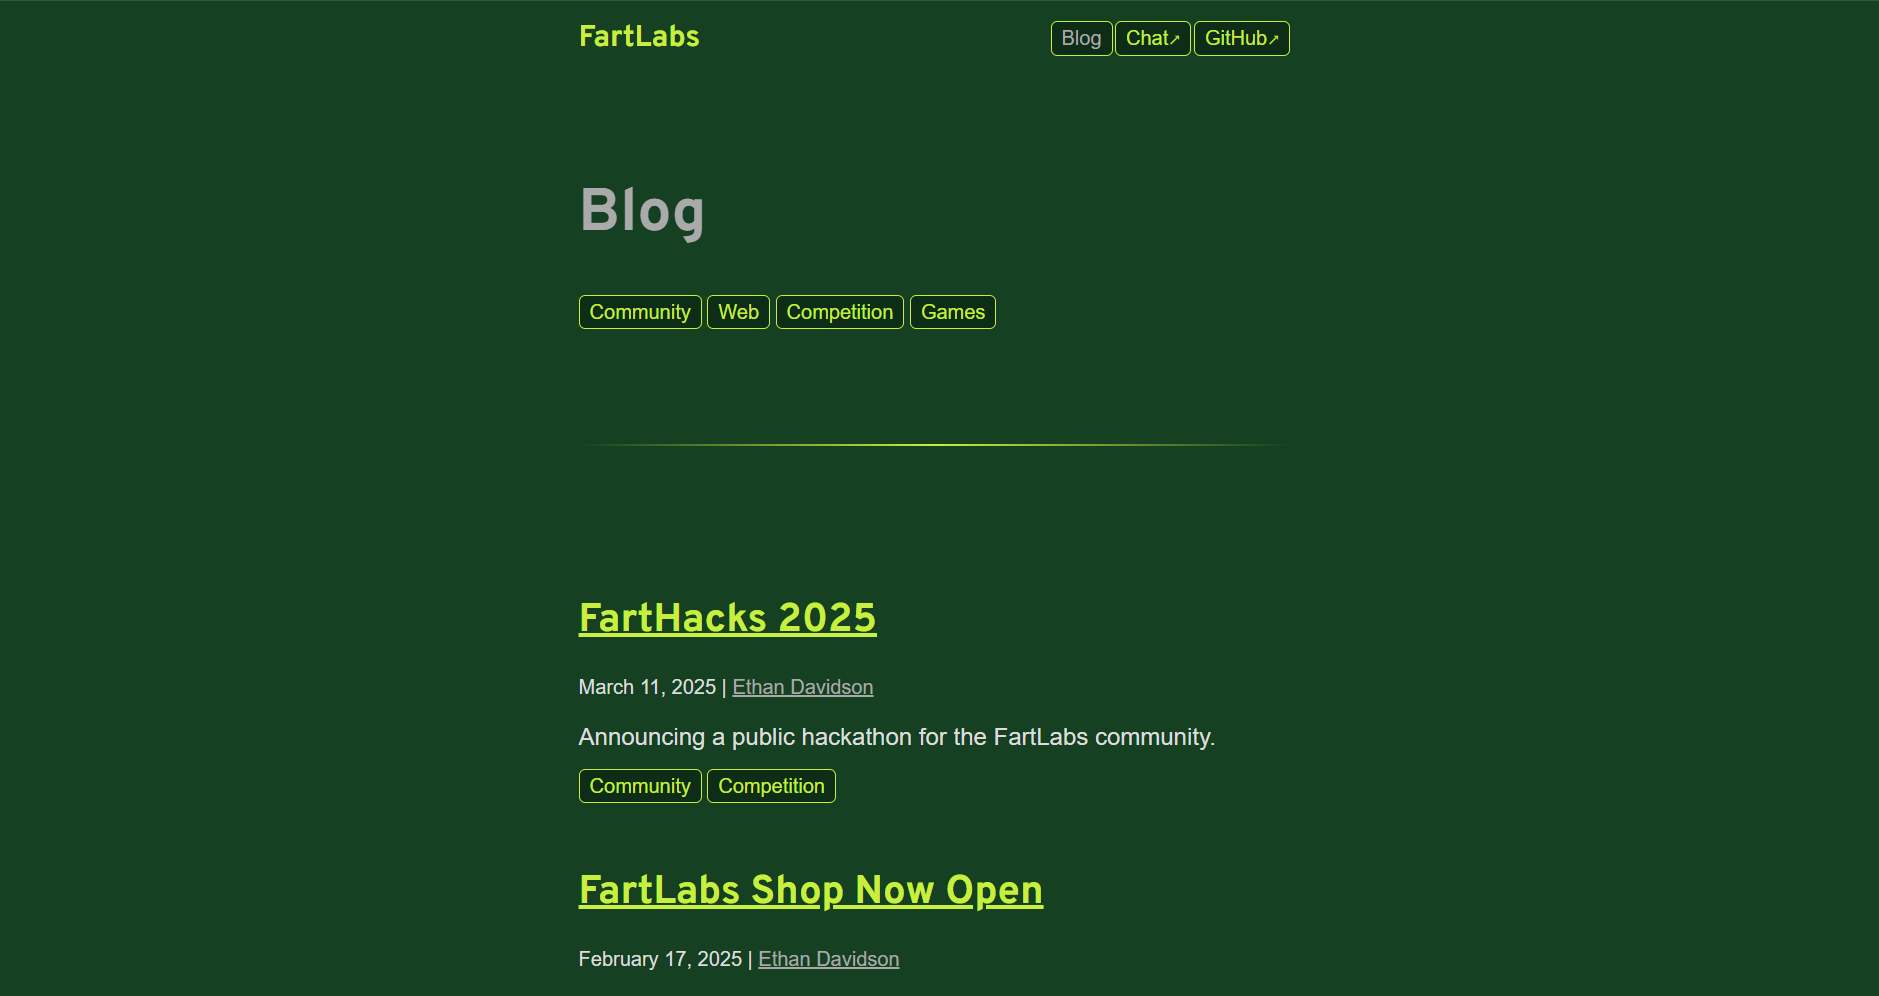 FartLabs
Blog Chat↗ GitHub↗
Blog
Community Web Competition Games
FartHacks 2025
March 11, 2025 | Ethan Davidson
Announcing a public hackathon for the FartLabs community.
Community Competition
FartLabs Shop Now Open
February 17, 2025 | Ethan Davidson